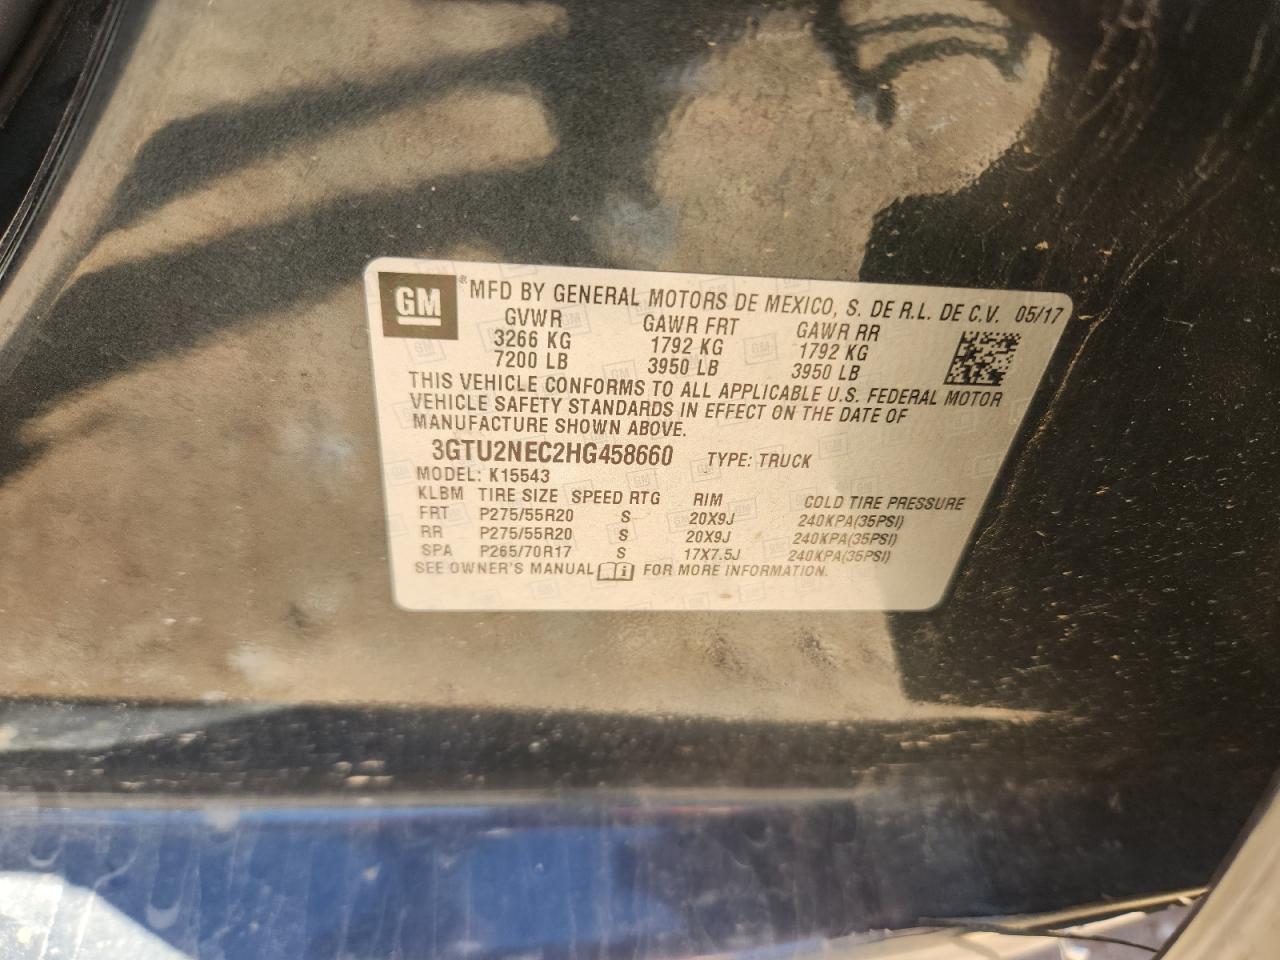 GM ® MFD BY GENERAL MOTORS DE MEXICO, S. DE R.L. DE C.V. 05/17
GVWR GAWR FRT GAWR RR
3266 KG 1792 KG 1792 KG
7200 LB 3950 LB 3950 LB
THIS VEHICLE CONFORMS TO ALL APPLICABLE U.S. FEDERAL MOTOR
VEHICLE SAFETY STANDARDS IN EFFECT ON THE DATE OF
MANUFACTURE SHOWN ABOVE.
3GTU2NEC2HG458660 TYPE: TRUCK
MODEL: K15543
KLBM TIRE SIZE SPEED RTG RIM COLD TIRE PRESSURE
FRT P275/55R20 S 20X9J 240KPA(35PSI)
RR P275/55R20 S 20X9J 240KPA(35PSI)
SPA P265/70R17 S 17X7.5J 240KPA(35PSI)
SEE OWNER'S MANUAL i FOR MORE INFORMATION.